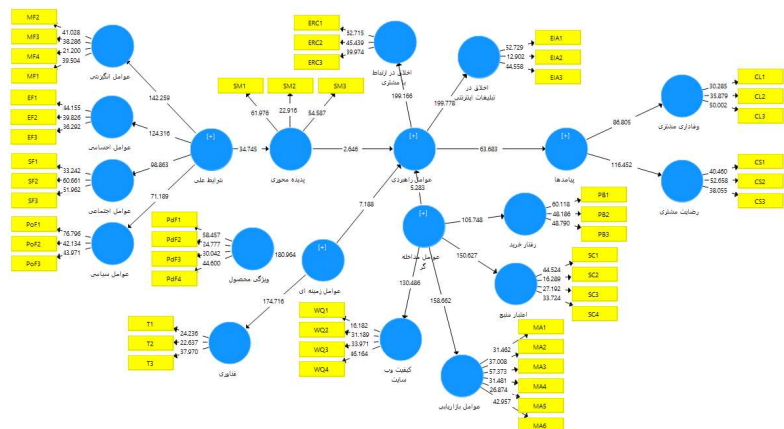 MF2
MF3
MF4
MF1
41.028
38.286
21.200
39.504
عوامل انگیزشی
EF1
EF2
EF3
44.155
39.826
36.292
عوامل احساسی
SF1
SF2
SF3
33.242
60.661
51.962
عوامل اجتماعی
PoF1
PoF2
PoF3
76.796
42.134
43.971
عوامل سیاسی
142.259
124.316
98.863
71.189
[+]
شرایط علی
34.745
SM1
SM2
SM3
61.976
22.916
54.587
پدیده محوری
2.646
ERC1
ERC2
ERC3
52.715
45.439
39.974
اخلاق در ارتباط
با مشتری
199.166
EIA1
EIA2
EIA3
52.729
12.902
44.558
اخلاق در
تبلیغات اینترنتی
199.778
[+]
عوامل راهبردی
63.683
[+]
پیامدها
86.805
116.452
CL1
CL2
CL3
30.285
35.879
50.002
وفاداری مشتری
CS1
CS2
CS3
40.460
52.658
38.055
رضایت مشتری
5.283
7.188
[+]
عوامل مداخله
گر
105.748
150.627
130.486
158.662
PB1
PB2
PB3
60.118
48.186
48.790
رفتار خرید
SC1
SC2
SC3
SC4
44.524
16.289
27.192
33.724
اعتبار منبع
PdF1
PdF2
PdF3
PdF4
58.457
24.777
30.042
44.600
ویژگی محصول
180.964
[+]
عوامل زمینه ای
174.716
T1
T2
T3
24.236
22.637
37.970
فناوری
WQ1
WQ2
WQ3
WQ4
16.182
31.189
33.971
46.164
کیفیت وب
سایت
MA1
MA2
MA3
MA4
MA5
MA6
31.462
37.008
57.373
31.481
26.874
42.957
عوامل بازاریابی